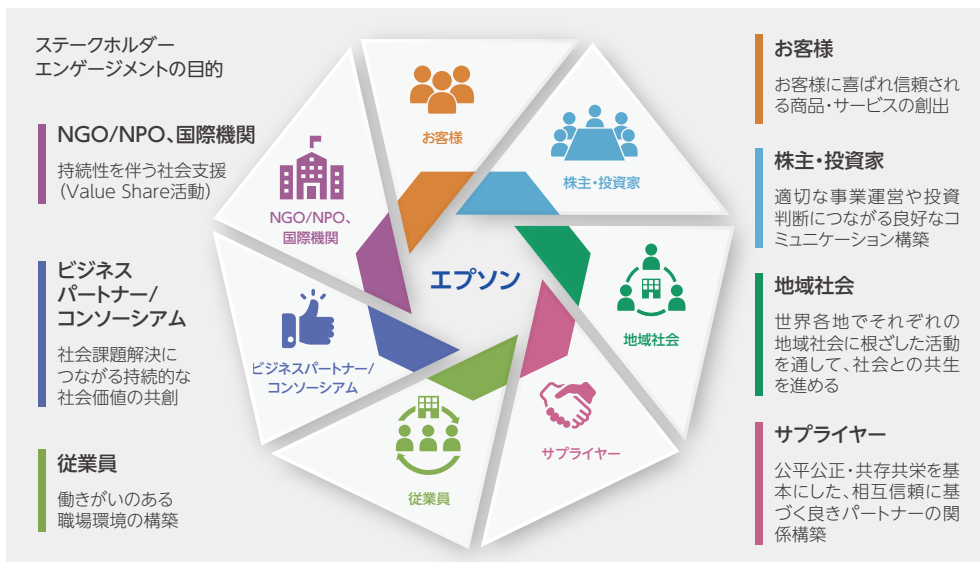 ステークホルダー
エンゲージメントの目的
NGO/NPO、国際機関
持続性を伴う社会支援
（Value Share活動）
ビジネス
パートナー/
コンソーシアム
社会課題解決に
つながる持続的な
社会価値の共創
従業員
働きがいのある
職場環境の構築
お客様
株主・投資家
NGO/NPO、
国際機関
エプソン
地域社会
ビジネスパートナー/
コンソーシアム
サプライヤー
従業員
お客様
お客様に喜ばれ信頼され
る商品・サービスの創出
株主・投資家
適切な事業運営や投資
判断につながる良好なコ
ミュニケーション構築
地域社会
世界各地でそれぞれの
地域社会に根ざした活動
を通して、社会との共生
を進める
サプライヤー
公平公正・共存共栄を基
本にした、相互信頼に基
づく良きパートナーの関
係構築